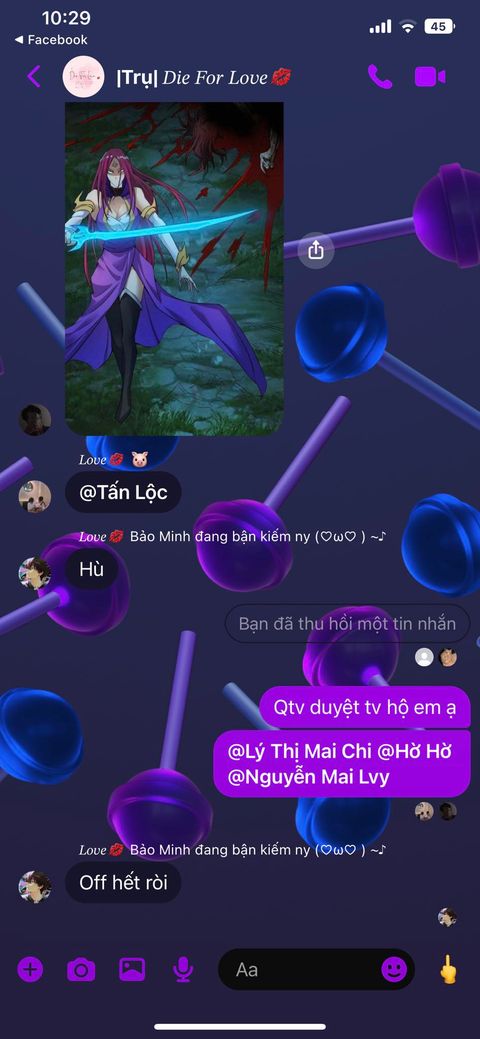 10:29
45
Facebook
|Trụ| Die For Love💋
Love💋 🐷
@Tấn Lộc
Love💋 Bảo Minh đang bận kiếm ny (♡ω♡ ) ~♪
Hù
Bạn đã thu hồi một tin nhắn
Qtv duyệt tv hộ em ạ
@Lý Thị Mai Chi @Hờ Hờ
@Nguyễn Mai Lvy
Love💋 Bảo Minh đang bận kiếm ny (♡ω♡ ) ~♪
Off hết ròi
Aa